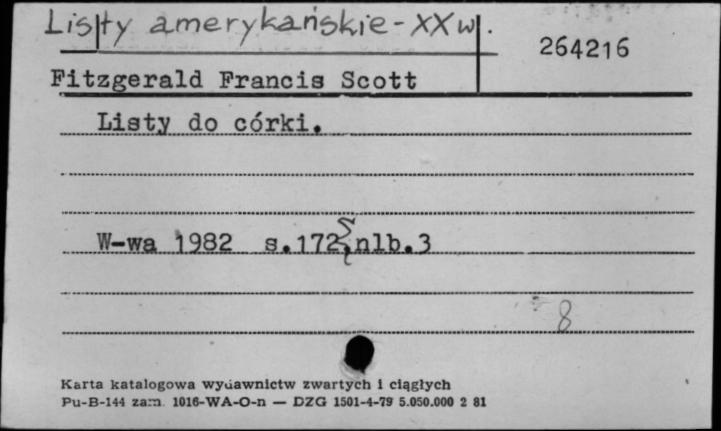 Listy amerykańskie - XX w.
264216
Fitzgerald Francis Scott
Listy do córki.
W-wa 1982 s.172, nlb.3
8
Karta katalogowa wydawnictw zwartych i ciągłych
Pu-B-144 zam. 1016-WA-O-n — DZG 1501-4-79 5.050.000 2 81